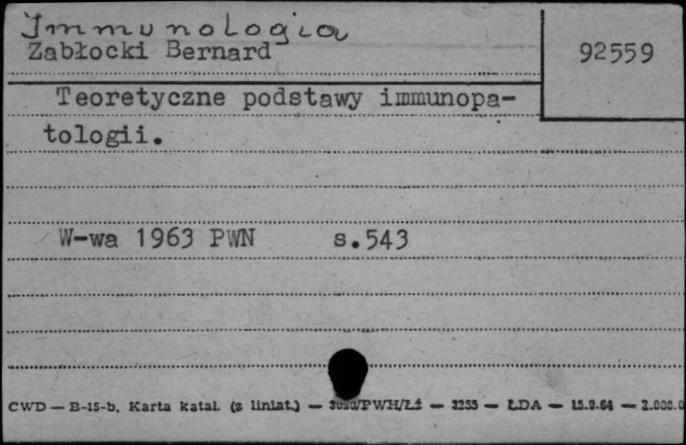 Immunologia
Zabłocki Bernard
92559
Teoretyczne podstawy immunopa-
tologii.
W-wa 1963 PWN s.543
CWD — B-15-b. Karta katal. (z liniat.) — /PWH/Łź — 3255 — ŁDA — 15.9.64 — 2.000.0